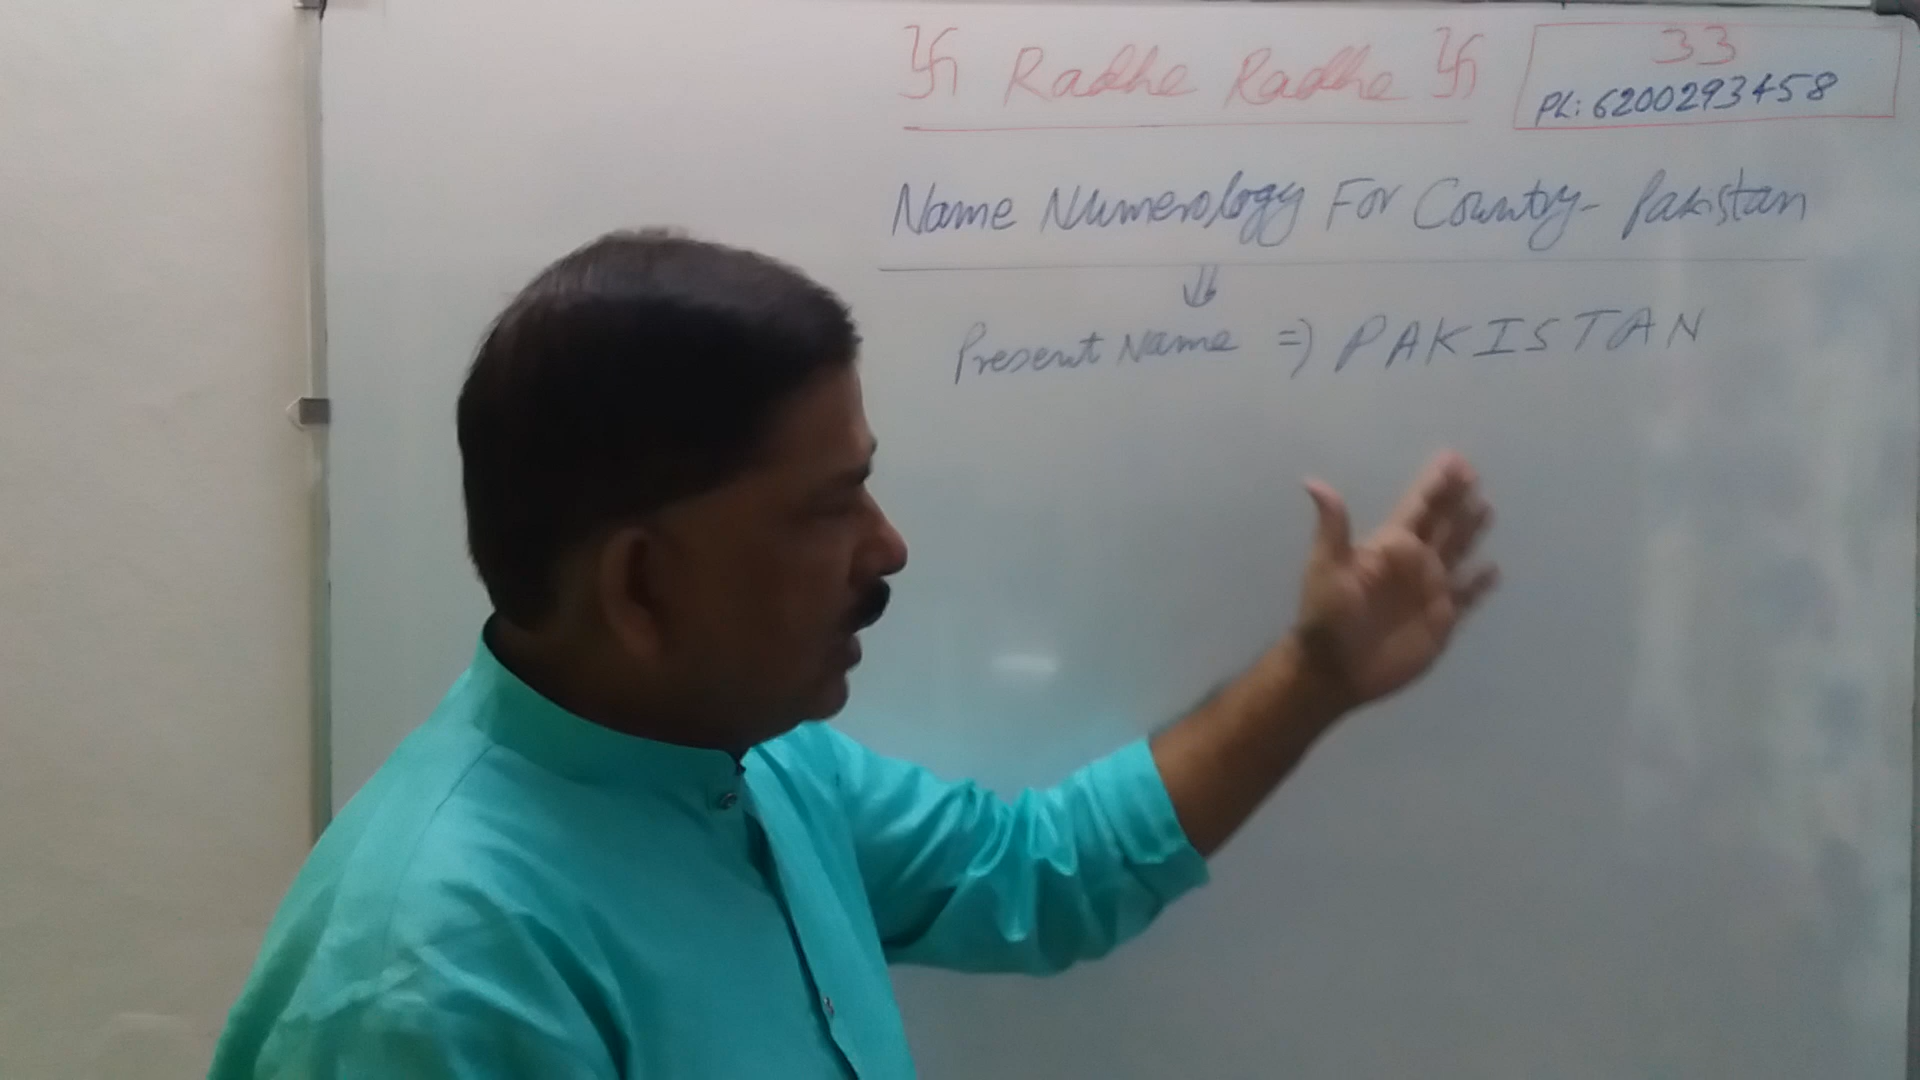 卐 Radhe Radhe 卐
33
Ph: 6200293458
Name Numerology For Country- Pakistan
⇓
Present Name => PAKISTAN